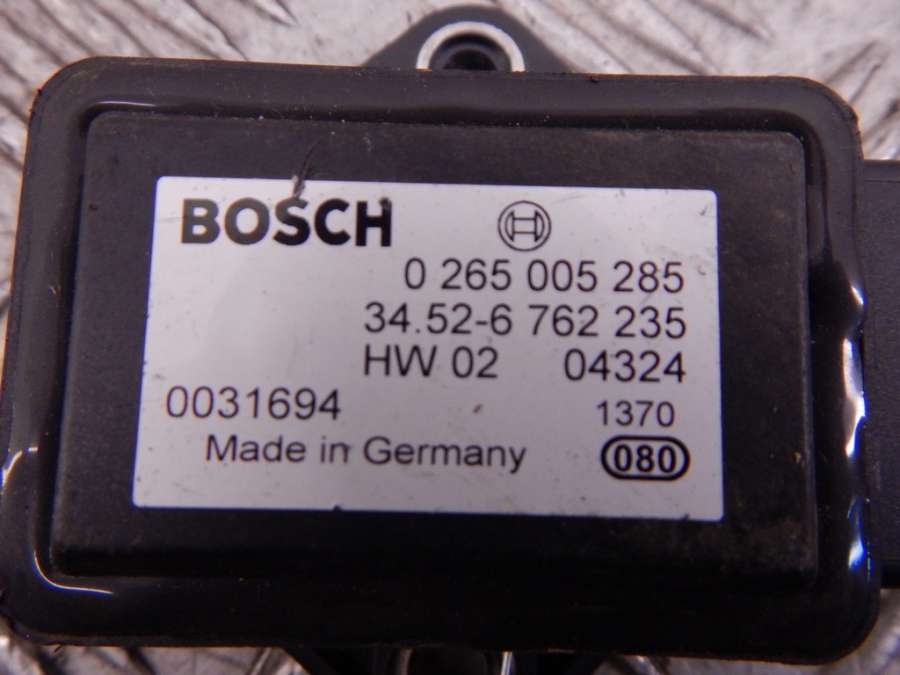 BOSCH
0 265 005 285
34.52-6 762 235
HW 02 04324
0031694 1370
Made in Germany 080